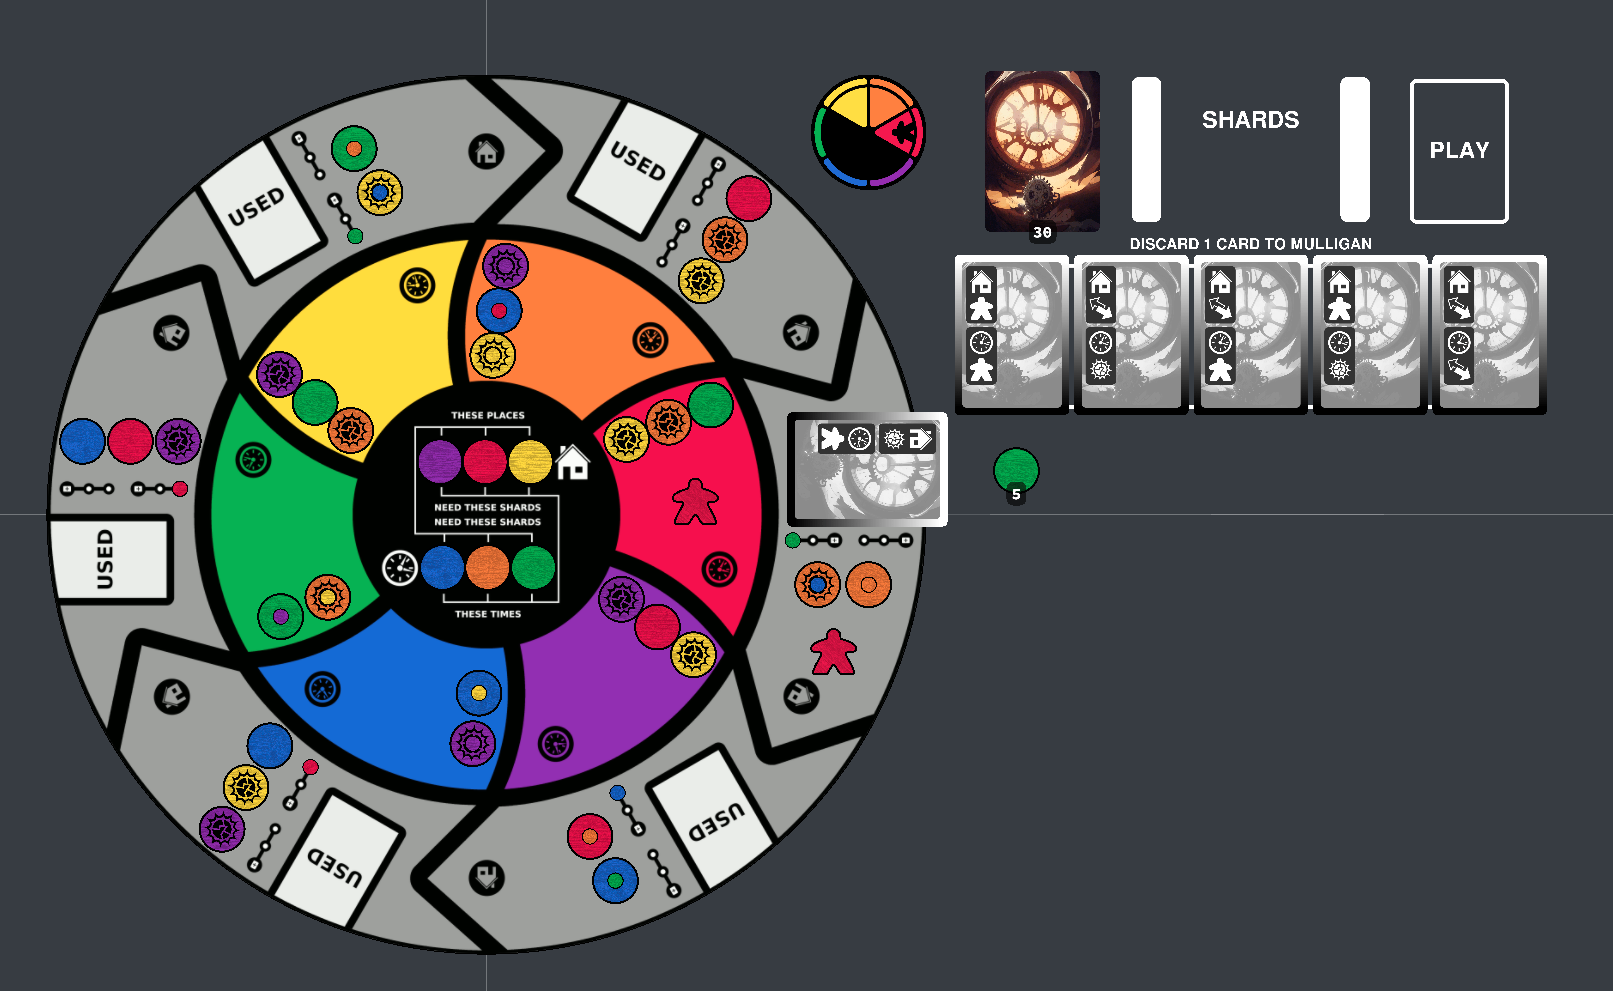 USED
USED
USED
USED
USED
THESE PLACES
NEED THESE SHARDS
NEED THESE SHARDS
THESE TIMES
SHARDS
PLAY
30
DISCARD 1 CARD TO MULLIGAN
5